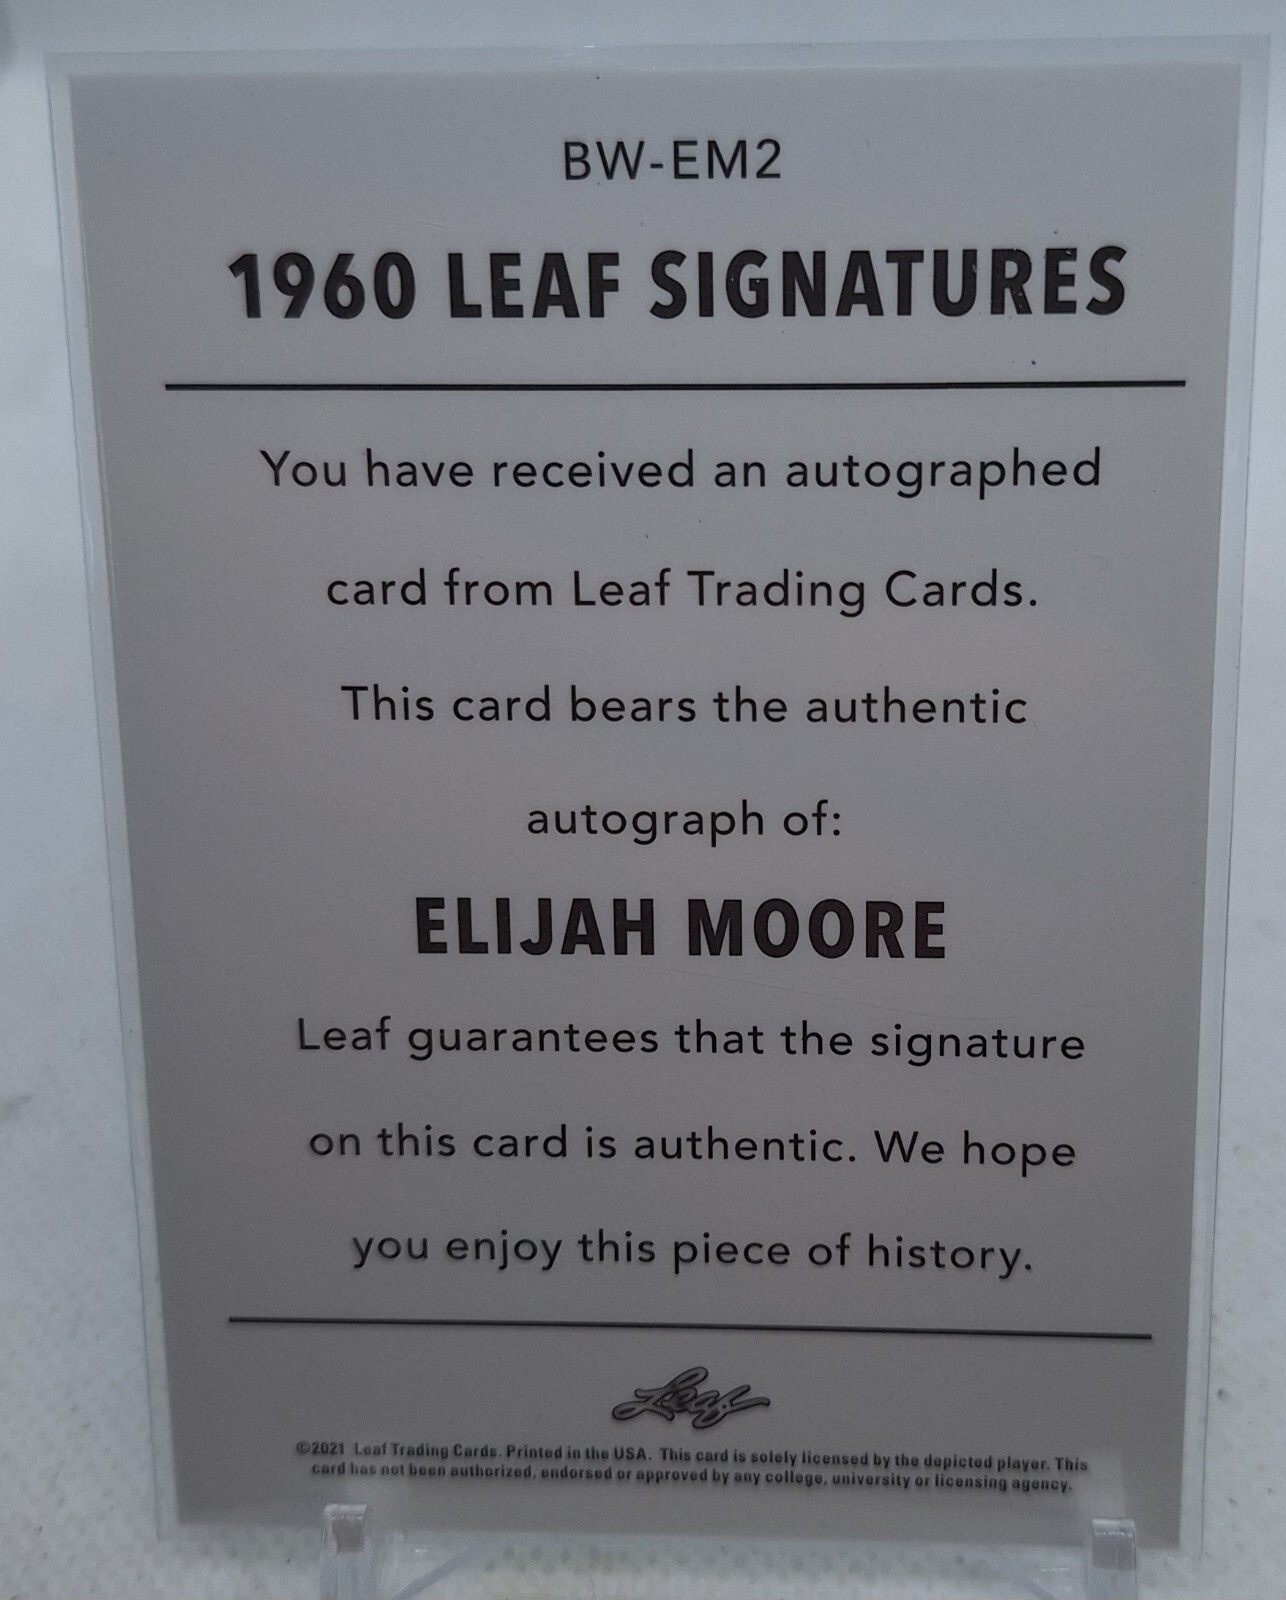 BW-EM2
1960 LEAF SIGNATURES
You have received an autographed
card from Leaf Trading Cards.
This card bears the authentic
autograph of:
ELIJAH MOORE
Leaf guarantees that the signature
on this card is authentic. We hope
you enjoy this piece of history.
Leaf
©2021 Leaf Trading Cards. Printed in the USA. This card is solely licensed by the depicted player. This
card has not been authorized, endorsed or approved by any college, university or licensing agency.